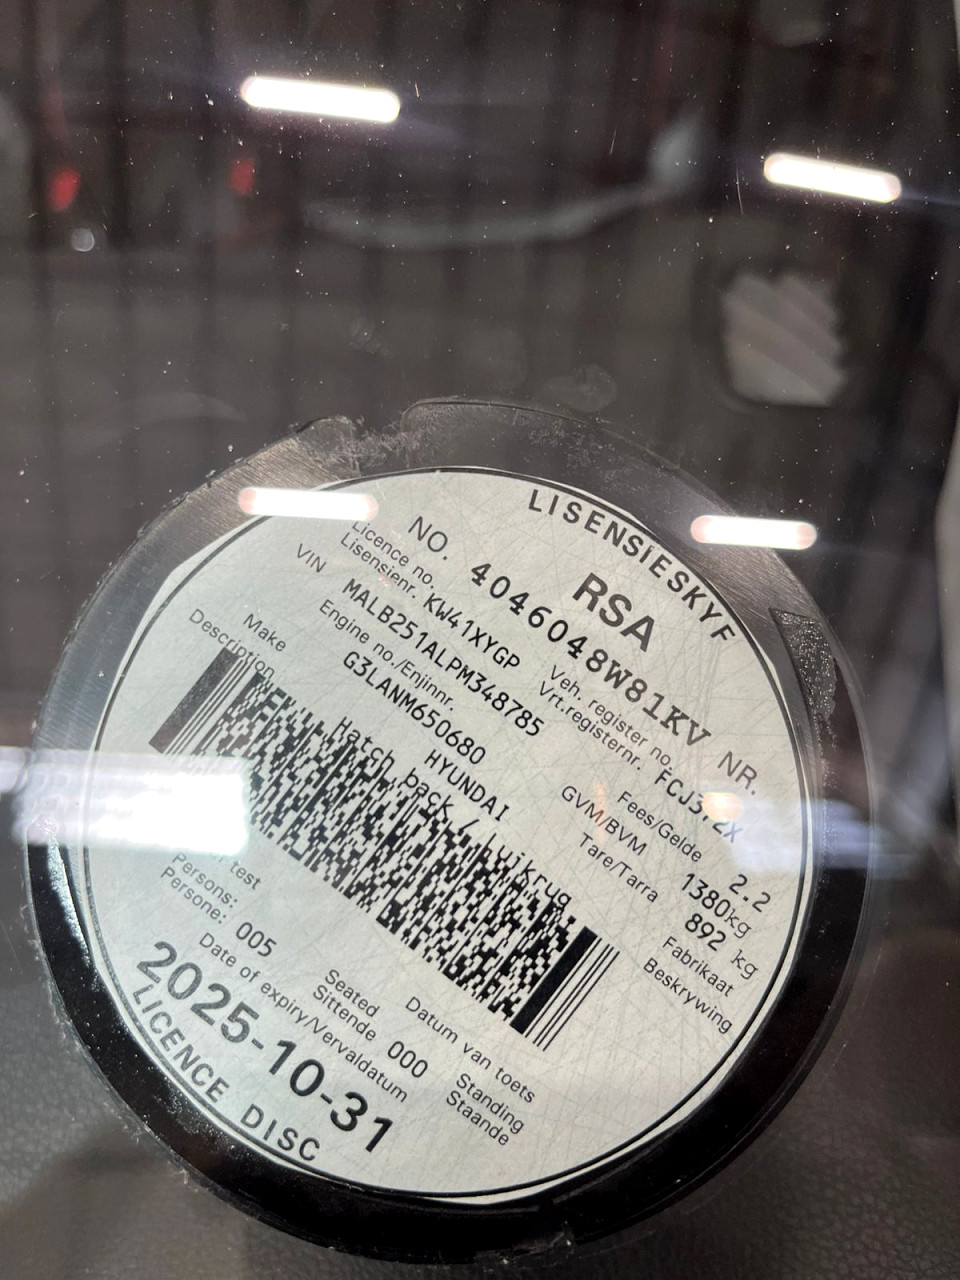 LISENSIESKYF
RSA
NO. 4046048W81KV NR.
Licence no.
Lisensienr. KW41XYGP
Veh. register no.
Vrt.registernr.
VIN MALB251ALPM348785
Fees/Gelde 2.2
Engine no./Enjinnr.
G3LANM650680
GVM/BVM 1380kg
Tare/Tarra 892 kg
Make HYUNDAI Fabrikaat
Description Hatch back / Luikrug Beskrywing
test Datum van toets
Persons:
Persone: 005
Seated
Sittende 000
Standing
Staande
Date of expiry/Vervaldatum
2025-10-31
LICENCE DISC